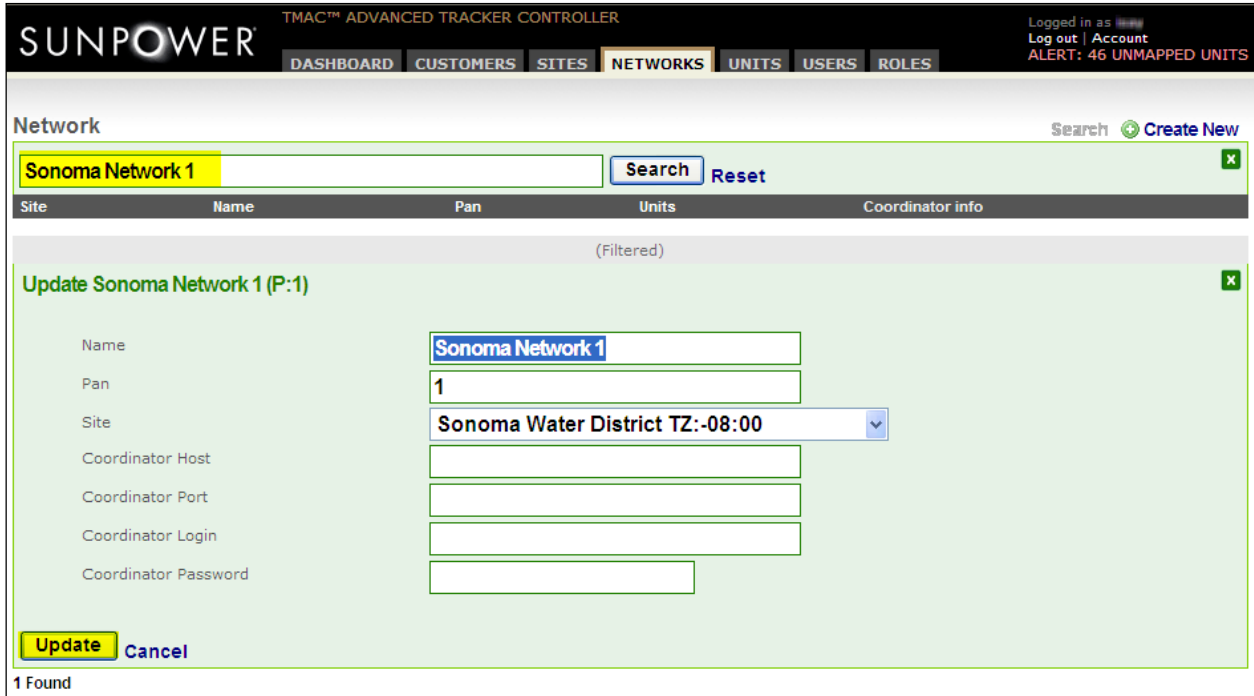 SUNPOWER
TMAC™ ADVANCED TRACKER CONTROLLER
Logged in as
Log out | Account
ALERT: 46 UNMAPPED UNITS
DASHBOARD CUSTOMERS SITES NETWORKS UNITS USERS ROLES
Network
Search Create New
Sonoma Network 1 Search Reset
Site Name Pan Units Coordinator info
(Filtered)
Update Sonoma Network 1 (P:1)
Name Sonoma Network 1
Pan 1
Site Sonoma Water District TZ:-08:00
Coordinator Host
Coordinator Port
Coordinator Login
Coordinator Password
Update Cancel
1 Found